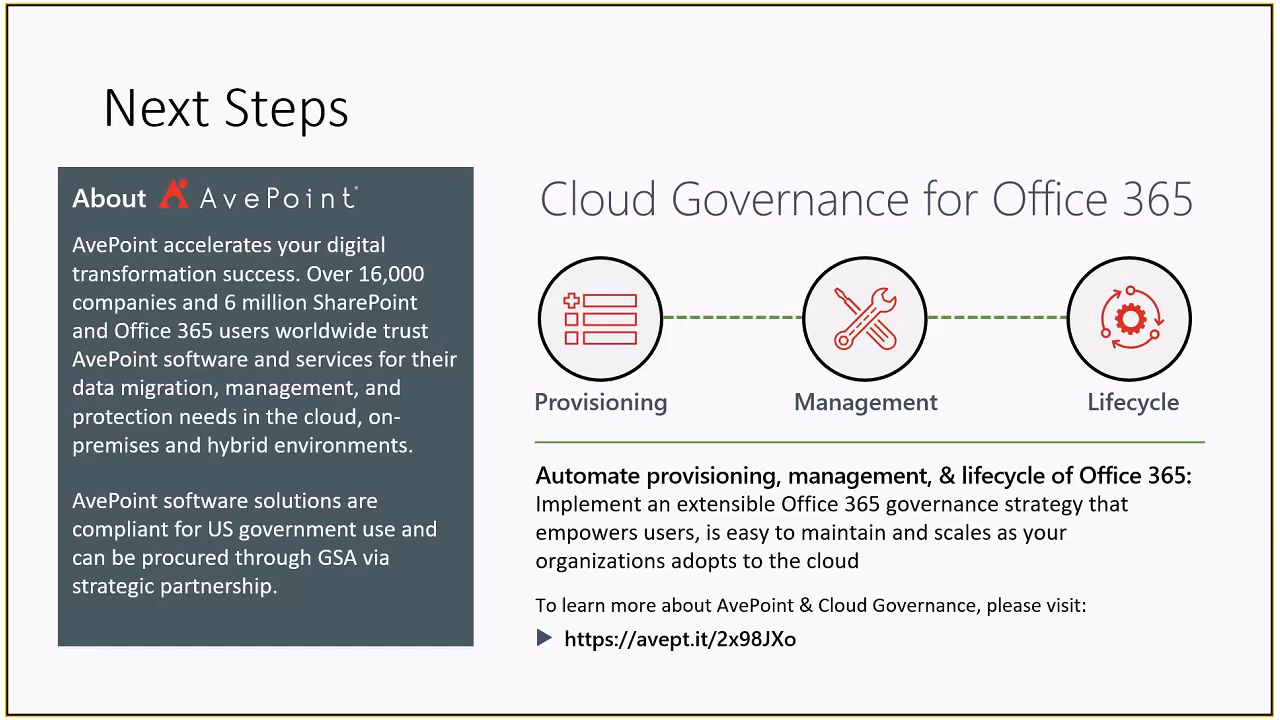 Next Steps
About AvePoint
AvePoint accelerates your digital
transformation success. Over 16,000
companies and 6 million SharePoint
and Office 365 users worldwide trust
AvePoint software and services for their
data migration, management, and
protection needs in the cloud, on-
premises and hybrid environments.
AvePoint software solutions are
compliant for US government use and
can be procured through GSA via
strategic partnership.
Cloud Governance for Office 365
Provisioning
Management
Lifecycle
Automate provisioning, management, & lifecycle of Office 365:
Implement an extensible Office 365 governance strategy that
empowers users, is easy to maintain and scales as your
organizations adopts to the cloud
To learn more about AvePoint & Cloud Governance, please visit:
https://avept.it/2x98JXo